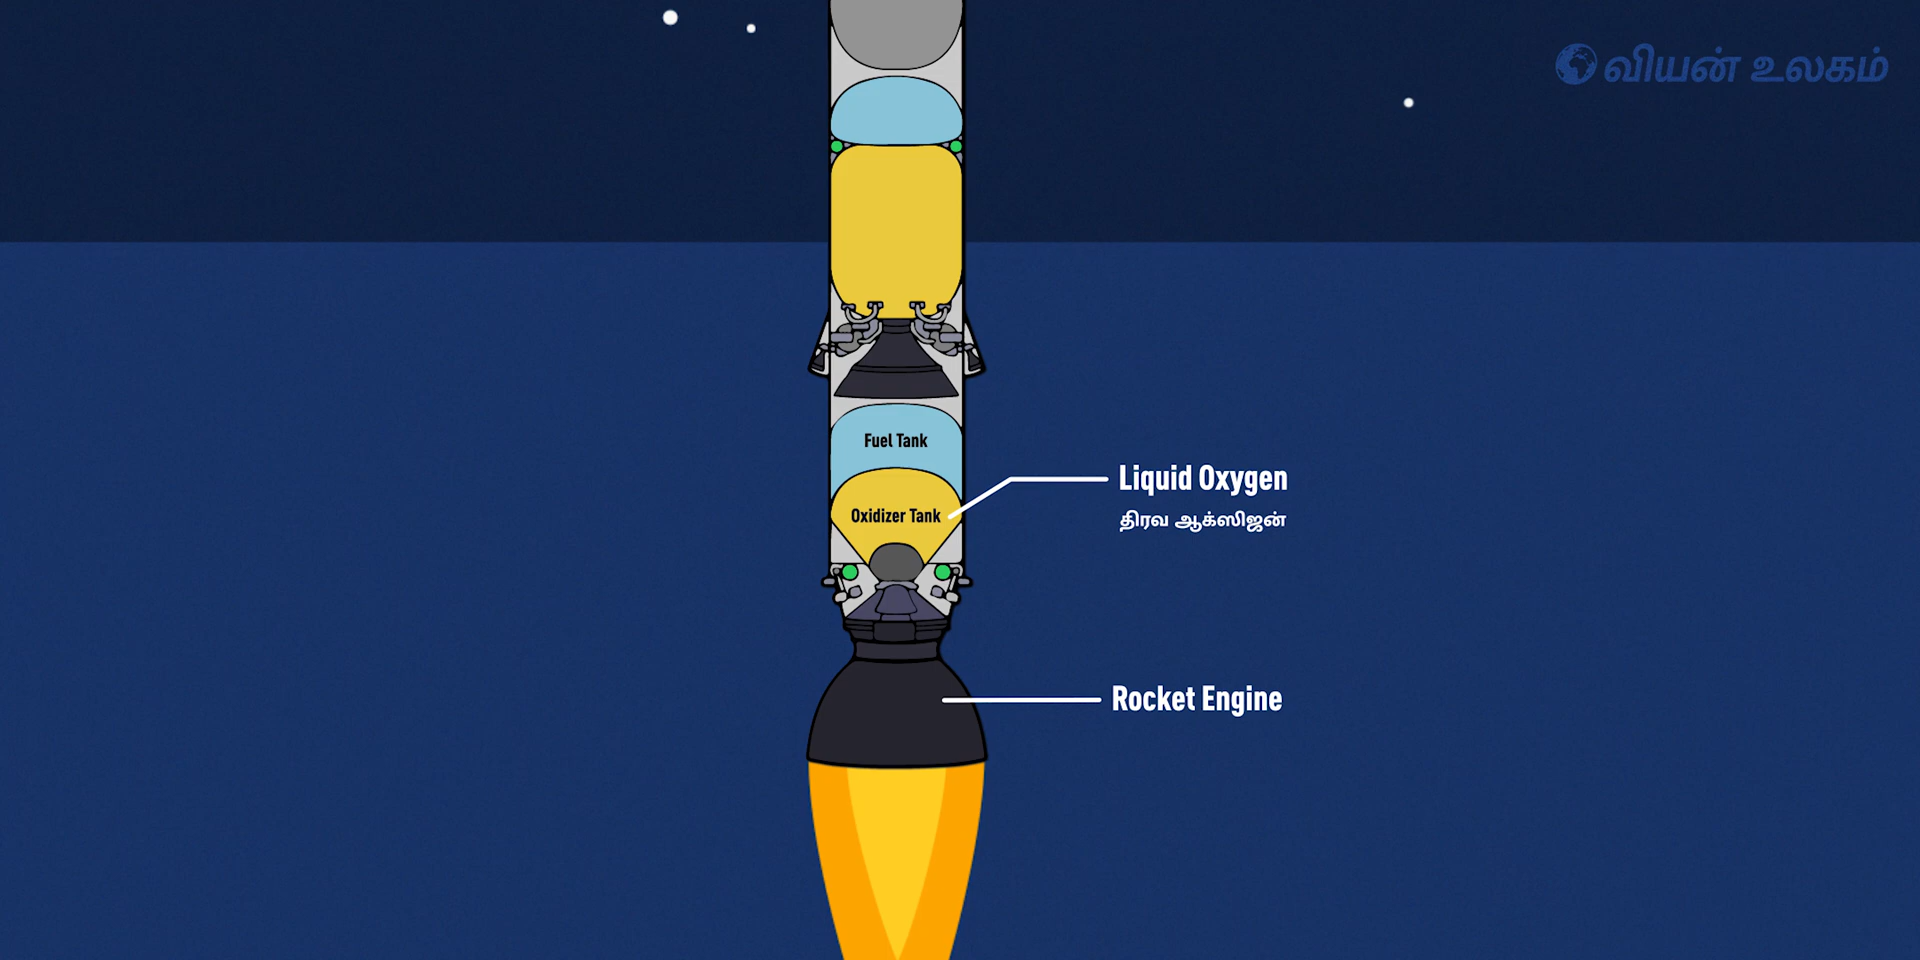 வியன் உலகம்
Fuel Tank
Liquid Oxygen
Oxidizer Tank
திரவ ஆக்ஸிஜன்
Rocket Engine